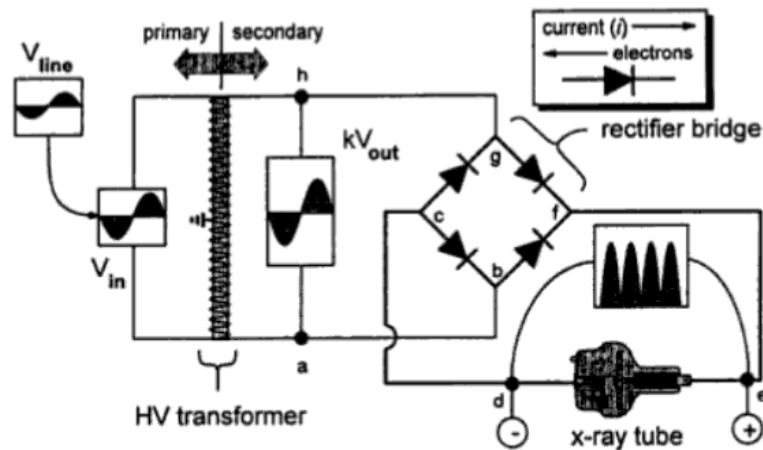 primary
secondary
current (i)
electrons
V line
h
rectifier bridge
kV out
g
c
f
b
V in
a
HV transformer
d
-
x-ray tube
e
+